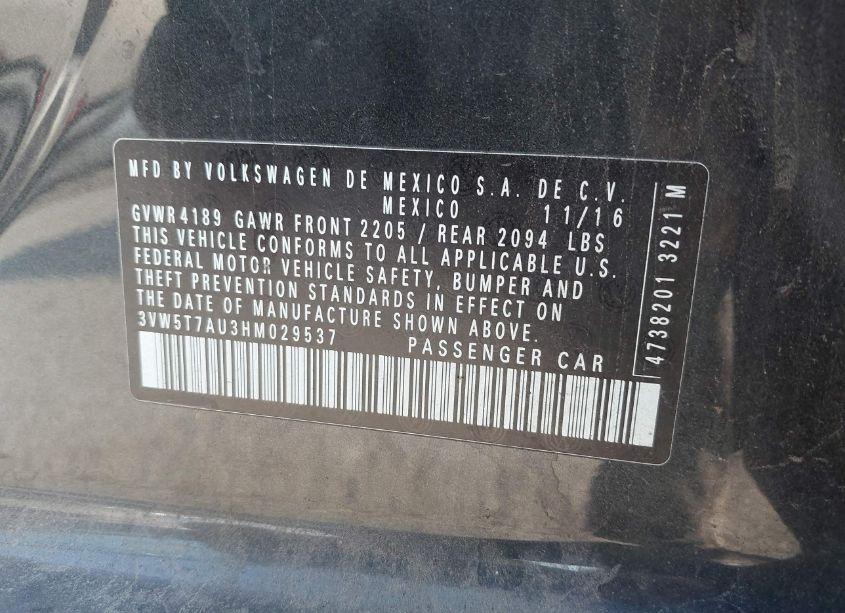 MFD BY VOLKSWAGEN DE MEXICO S.A. DE C.V.
MEXICO 11/16
GVWR4189 GAWR FRONT 2205 / REAR 2094 LBS
THIS VEHICLE CONFORMS TO ALL APPLICABLE U.S.
FEDERAL MOTOR VEHICLE SAFETY, BUMPER AND
THEFT PREVENTION STANDARDS IN EFFECT ON
THE DATE OF MANUFACTURE SHOWN ABOVE.
3VW5T7AU3HM029537 PASSENGER CAR
4738201 3221 M